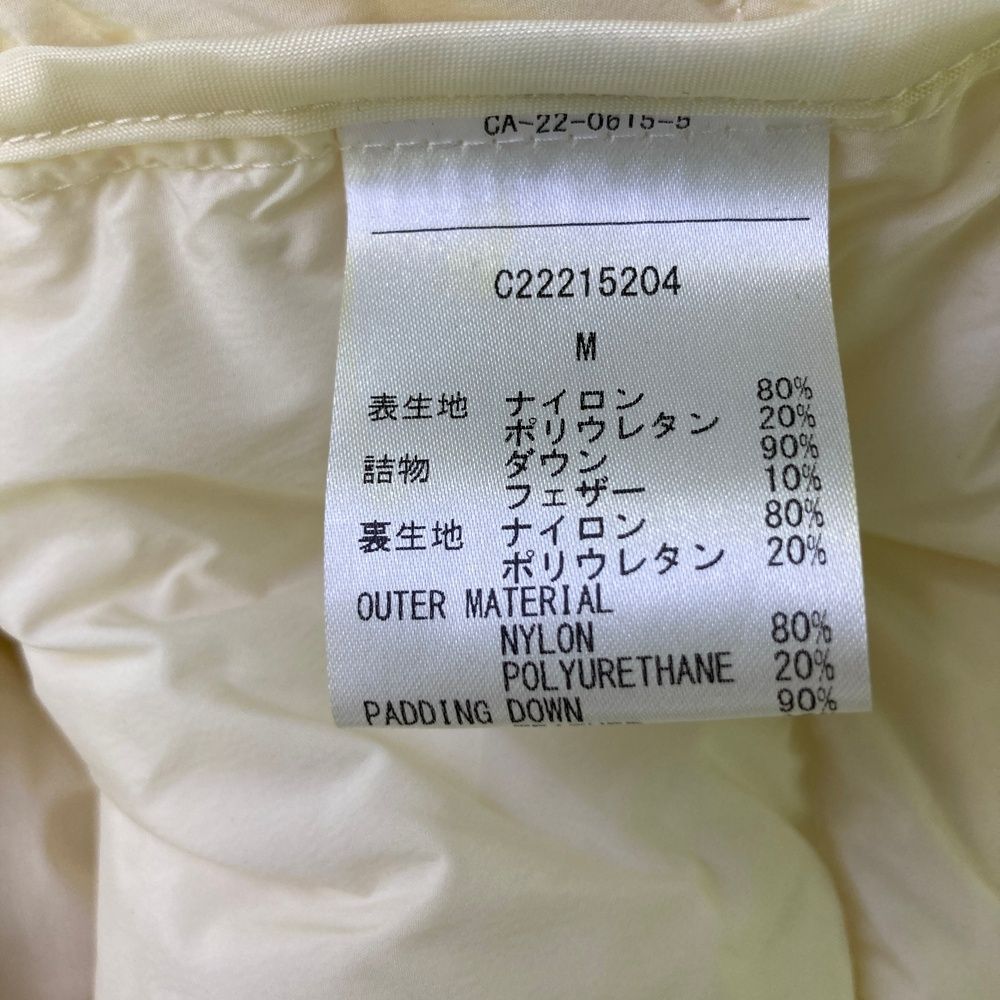 CA-22-0615-5
C22215204
M
表生地 ナイロン 80%
ポリウレタン 20%
詰物 ダウン 90%
フェザー 10%
裏生地 ナイロン 80%
ポリウレタン 20%
OUTER MATERIAL
NYLON 80%
POLYURETHANE 20%
PADDING DOWN 90%